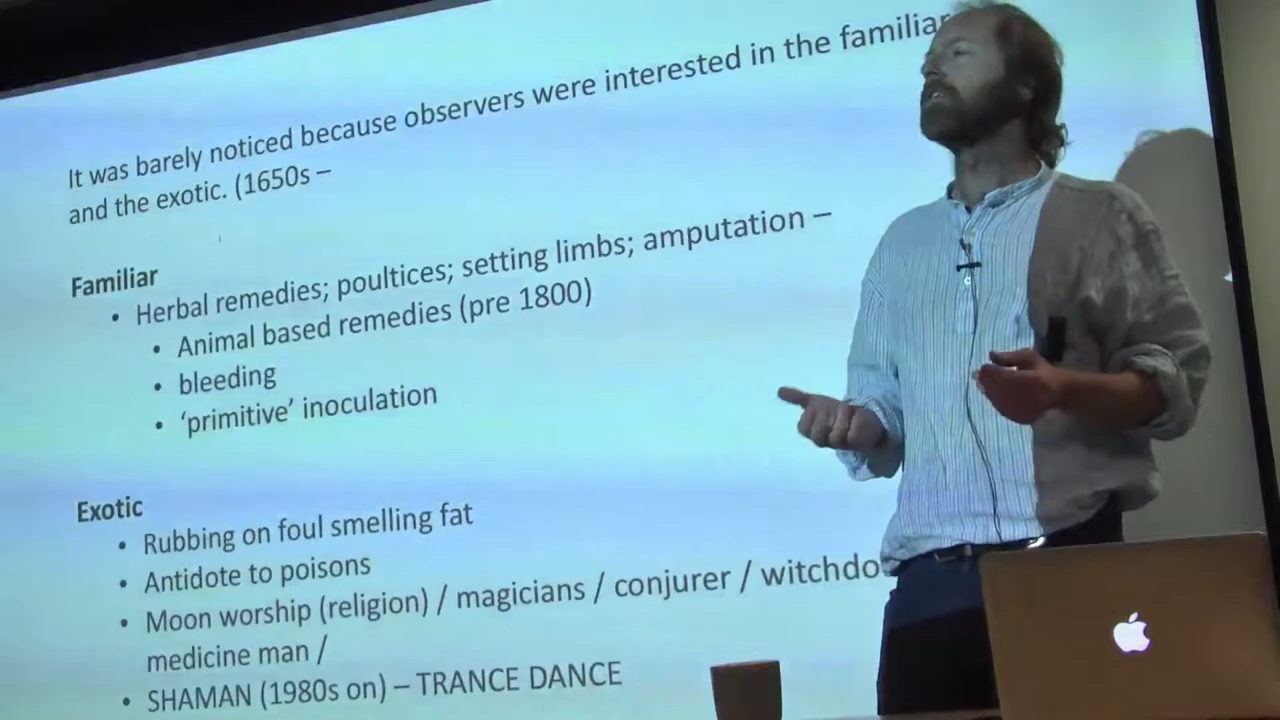 It was barely noticed because observers were interested in the familiar
and the exotic. (1650s –
Familiar
• Herbal remedies; poultices; setting limbs; amputation –
• Animal based remedies (pre 1800)
• bleeding
• ‘primitive’ inoculation
Exotic
• Rubbing on foul smelling fat
• Antidote to poisons
• Moon worship (religion) / magicians / conjurer / witchdo
medicine man /
• SHAMAN (1980s on) – TRANCE DANCE